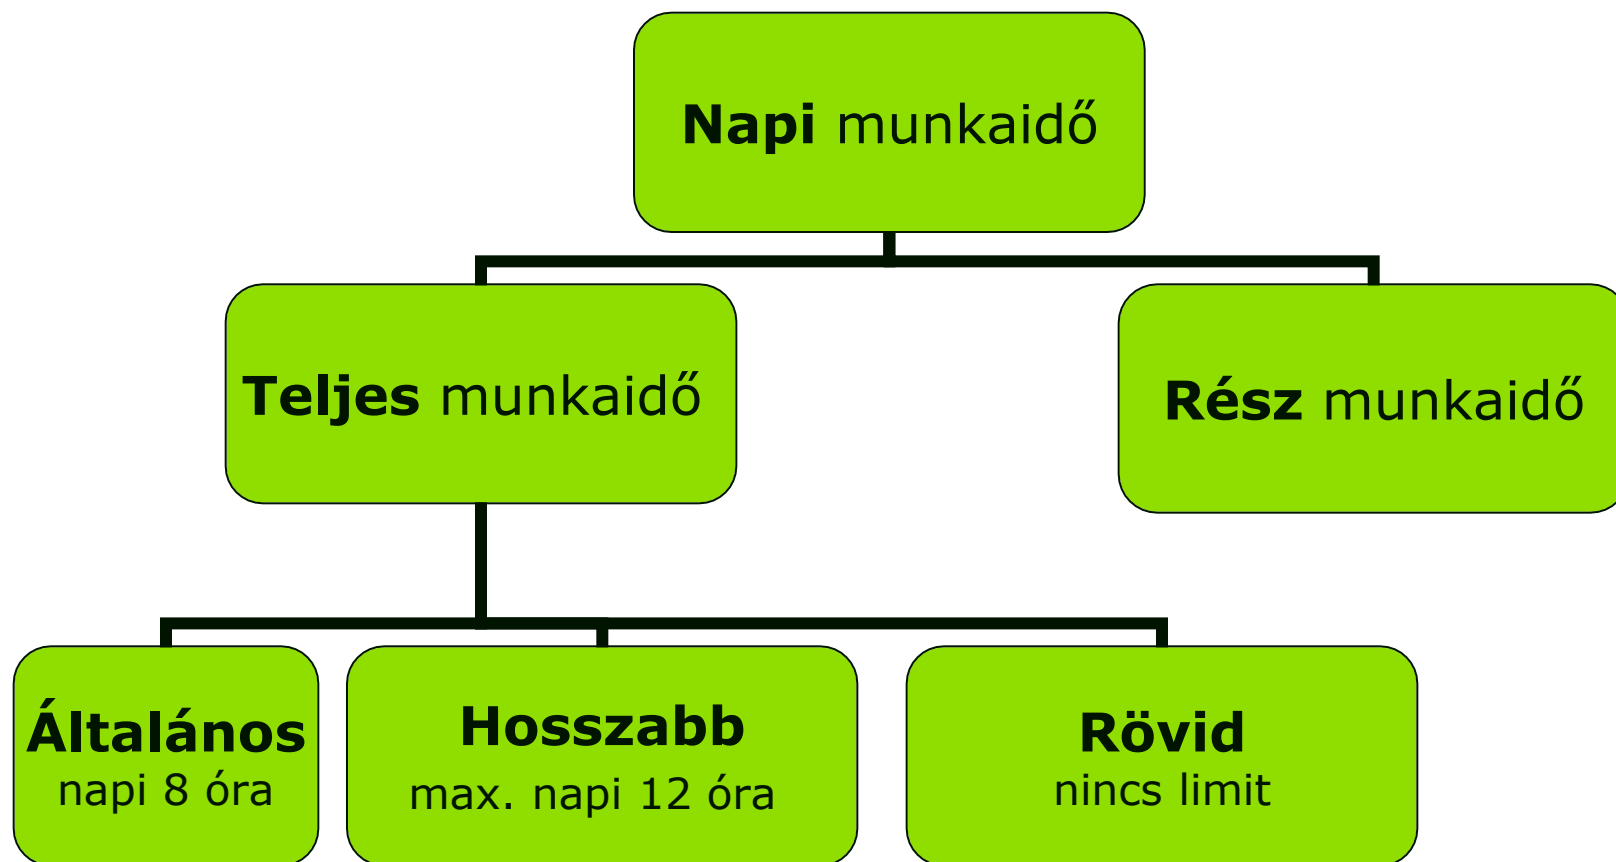 Napi munkaidő
Teljes munkaidő
Rész munkaidő
Általános
napi 8 óra
Hosszabb
max. napi 12 óra
Rövid
nincs limit